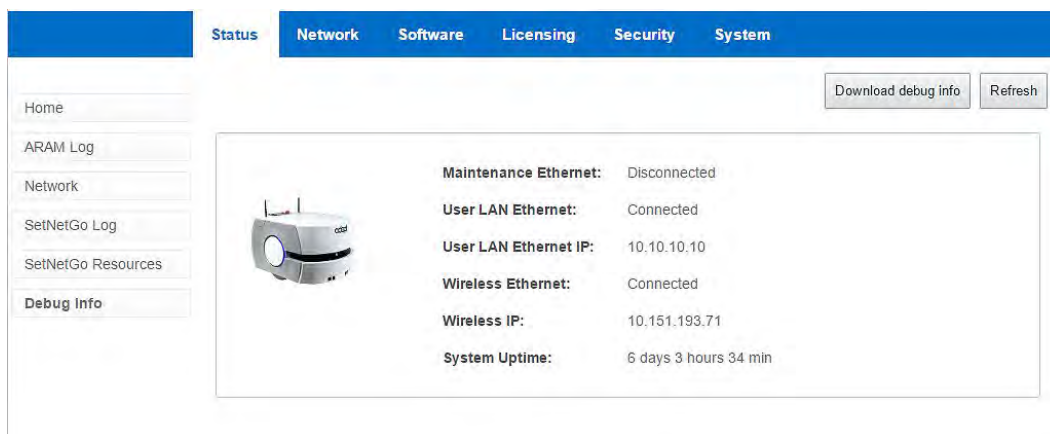 Status Network Software Licensing Security System
Download debug info Refresh
Home
ARAM Log
Network
SetNetGo Log
SetNetGo Resources
Debug Info
adept
Maintenance Ethernet: Disconnected
User LAN Ethernet: Connected
User LAN Ethernet IP: 10.10.10.10
Wireless Ethernet: Connected
Wireless IP: 10.151.193.71
System Uptime: 6 days 3 hours 34 min